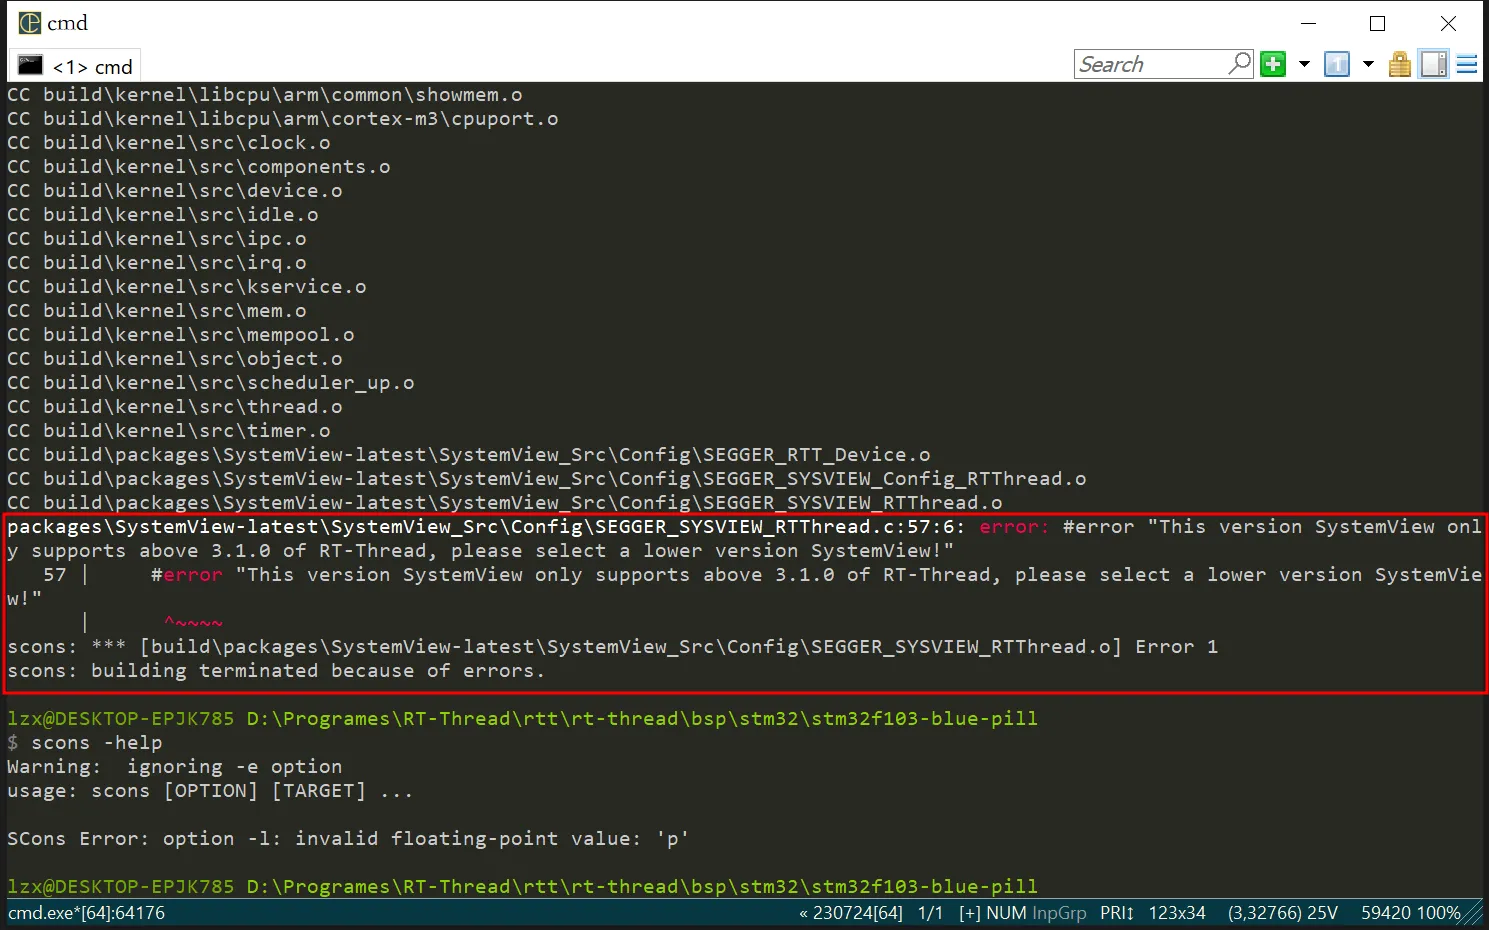 cmd
<1> cmd
Search
1
CC build\kernel\libcpu\arm\common\showmem.o
CC build\kernel\libcpu\arm\cortex-m3\cpuport.o
CC build\kernel\src\clock.o
CC build\kernel\src\components.o
CC build\kernel\src\device.o
CC build\kernel\src\idle.o
CC build\kernel\src\ipc.o
CC build\kernel\src\irq.o
CC build\kernel\src\kservice.o
CC build\kernel\src\mem.o
CC build\kernel\src\mempool.o
CC build\kernel\src\object.o
CC build\kernel\src\scheduler_up.o
CC build\kernel\src\thread.o
CC build\kernel\src\timer.o
CC build\packages\SystemView-latest\SystemView_Src\Config\SEGGER_RTT_Device.o
CC build\packages\SystemView-latest\SystemView_Src\Config\SEGGER_SYSVIEW_Config_RTThread.o
CC build\packages\SystemView-latest\SystemView_Src\Config\SEGGER_SYSVIEW_RTThread.o
packages\SystemView-latest\SystemView_Src\Config\SEGGER_SYSVIEW_RTThread.c:57:6: error: #error "This version SystemView onl
y supports above 3.1.0 of RT-Thread, please select a lower version SystemView!"
57 | #error "This version SystemView only supports above 3.1.0 of RT-Thread, please select a lower version SystemVie
w!"
| ^~~~~
scons: *** [build\packages\SystemView-latest\SystemView_Src\Config\SEGGER_SYSVIEW_RTThread.o] Error 1
scons: building terminated because of errors.
lzx@DESKTOP-EPJK785 D:\Programes\RT-Thread\rtt\rt-thread\bsp\stm32\stm32f103-blue-pill
$ scons -help
Warning:  ignoring -e option
usage: scons [OPTION] [TARGET] ...
SCons Error: option -l: invalid floating-point value: 'p'
lzx@DESKTOP-EPJK785 D:\Programes\RT-Thread\rtt\rt-thread\bsp\stm32\stm32f103-blue-pill
cmd.exe*[64]:64176 « 230724[64] 1/1 [+] NUM InpGrp PRI↕ 123x34 (3,32766) 25V 59420 100%